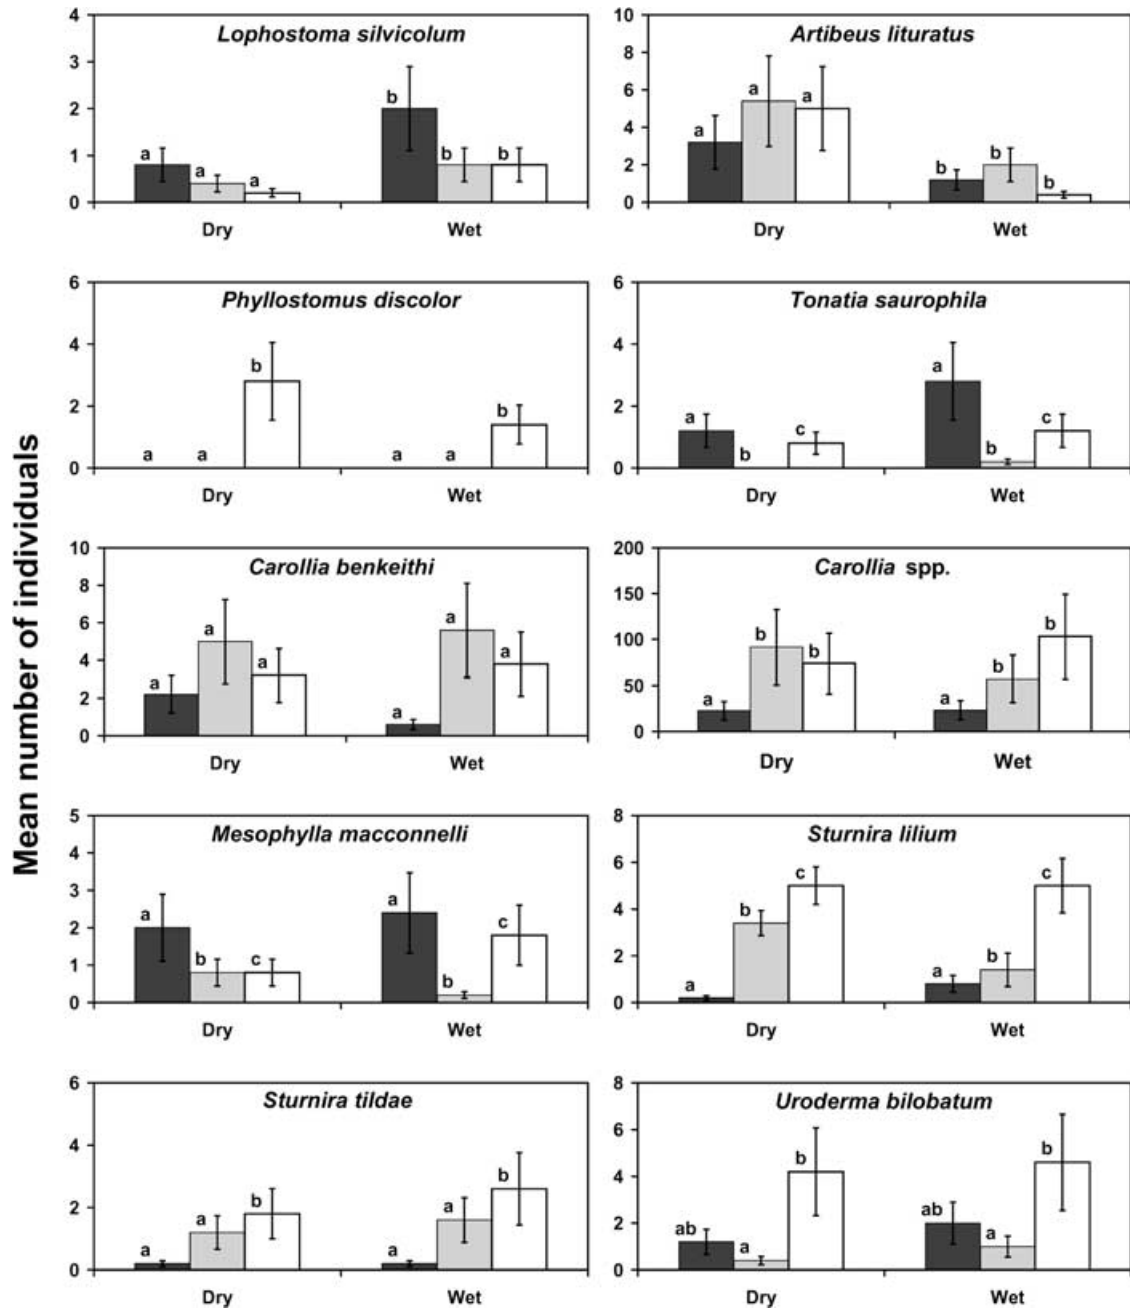 Mean number of individuals
Lophostoma silvicolum
4
3
2
1
0
a
a
a
b
b
b
Dry
Wet
Artibeus lituratus
10
8
6
4
2
0
a
a
a
b
b
b
Dry
Wet
Phyllostomus discolor
6
4
2
0
a
a
b
a
a
b
Dry
Wet
Tonatia saurophila
6
4
2
0
a
b
c
a
b
c
Dry
Wet
Carollia benkeithi
10
8
6
4
2
0
a
a
a
a
a
a
Dry
Wet
Carollia spp.
200
150
100
50
0
a
b
b
a
b
b
Dry
Wet
Mesophylla macconnelli
5
4
3
2
1
0
a
b
c
a
b
c
Dry
Wet
Sturnira lilium
8
6
4
2
0
a
b
c
a
b
c
Dry
Wet
Sturnira tildae
6
4
2
0
a
a
b
a
a
b
Dry
Wet
Uroderma bilobatum
8
6
4
2
0
ab
a
b
ab
a
b
Dry
Wet